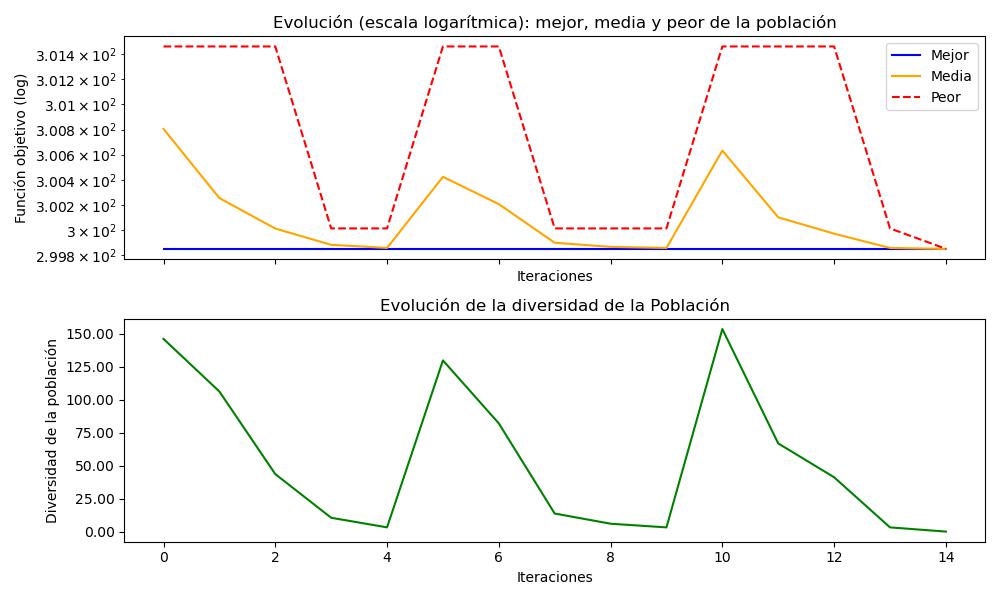 Evolución (escala logarítmica): mejor, media y peor de la población
Función objetivo (log)
3.014 × 10²
3.012 × 10²
3.01 × 10²
3.008 × 10²
3.006 × 10²
3.004 × 10²
3.002 × 10²
3 × 10²
2.998 × 10²
Mejor
Media
Peor
Iteraciones
Evolución de la diversidad de la Población
Diversidad de la población
150.00
125.00
100.00
75.00
50.00
25.00
0.00
0 2 4 6 8 10 12 14
Iteraciones